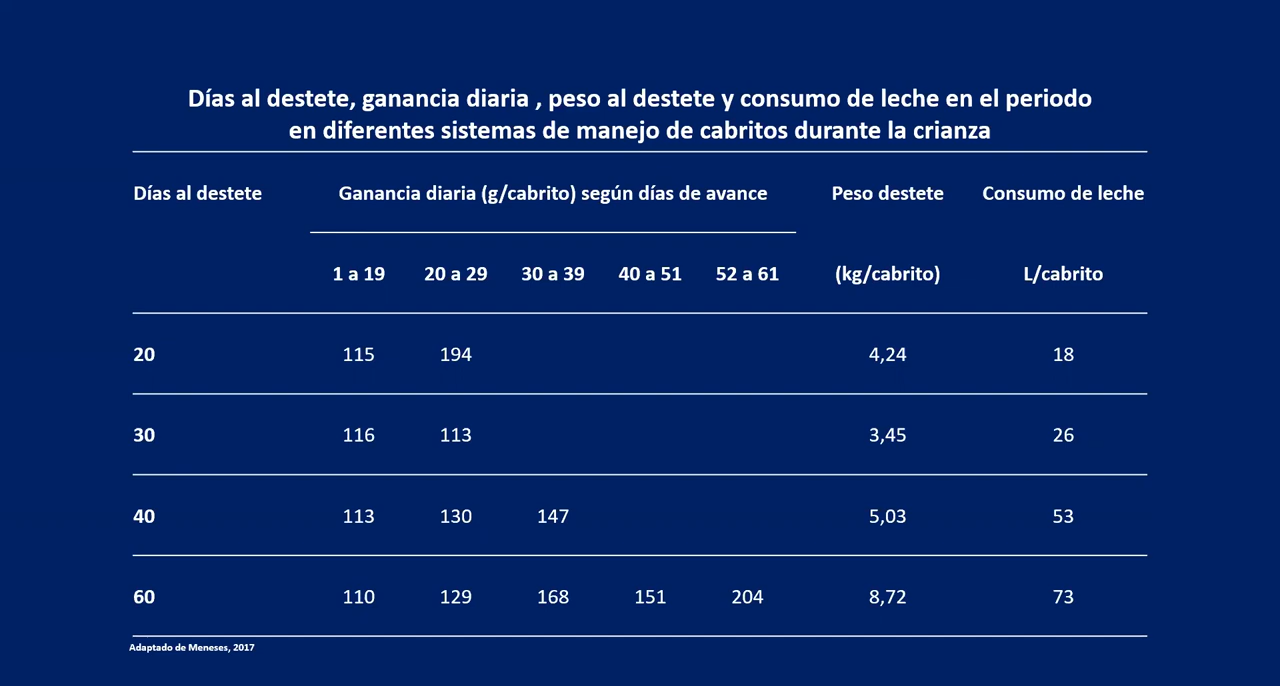 Días al destete, ganancia diaria , peso al destete y consumo de leche en el periodo
en diferentes sistemas de manejo de cabritos durante la crianza
Días al destete Ganancia diaria (g/cabrito) según días de avance Peso destete Consumo de leche
1 a 19 20 a 29 30 a 39 40 a 51 52 a 61 (kg/cabrito) L/cabrito
20 115 194 4,24 18
30 116 113 3,45 26
40 113 130 147 5,03 53
60 110 129 168 151 204 8,72 73
Adaptado de Meneses, 2017